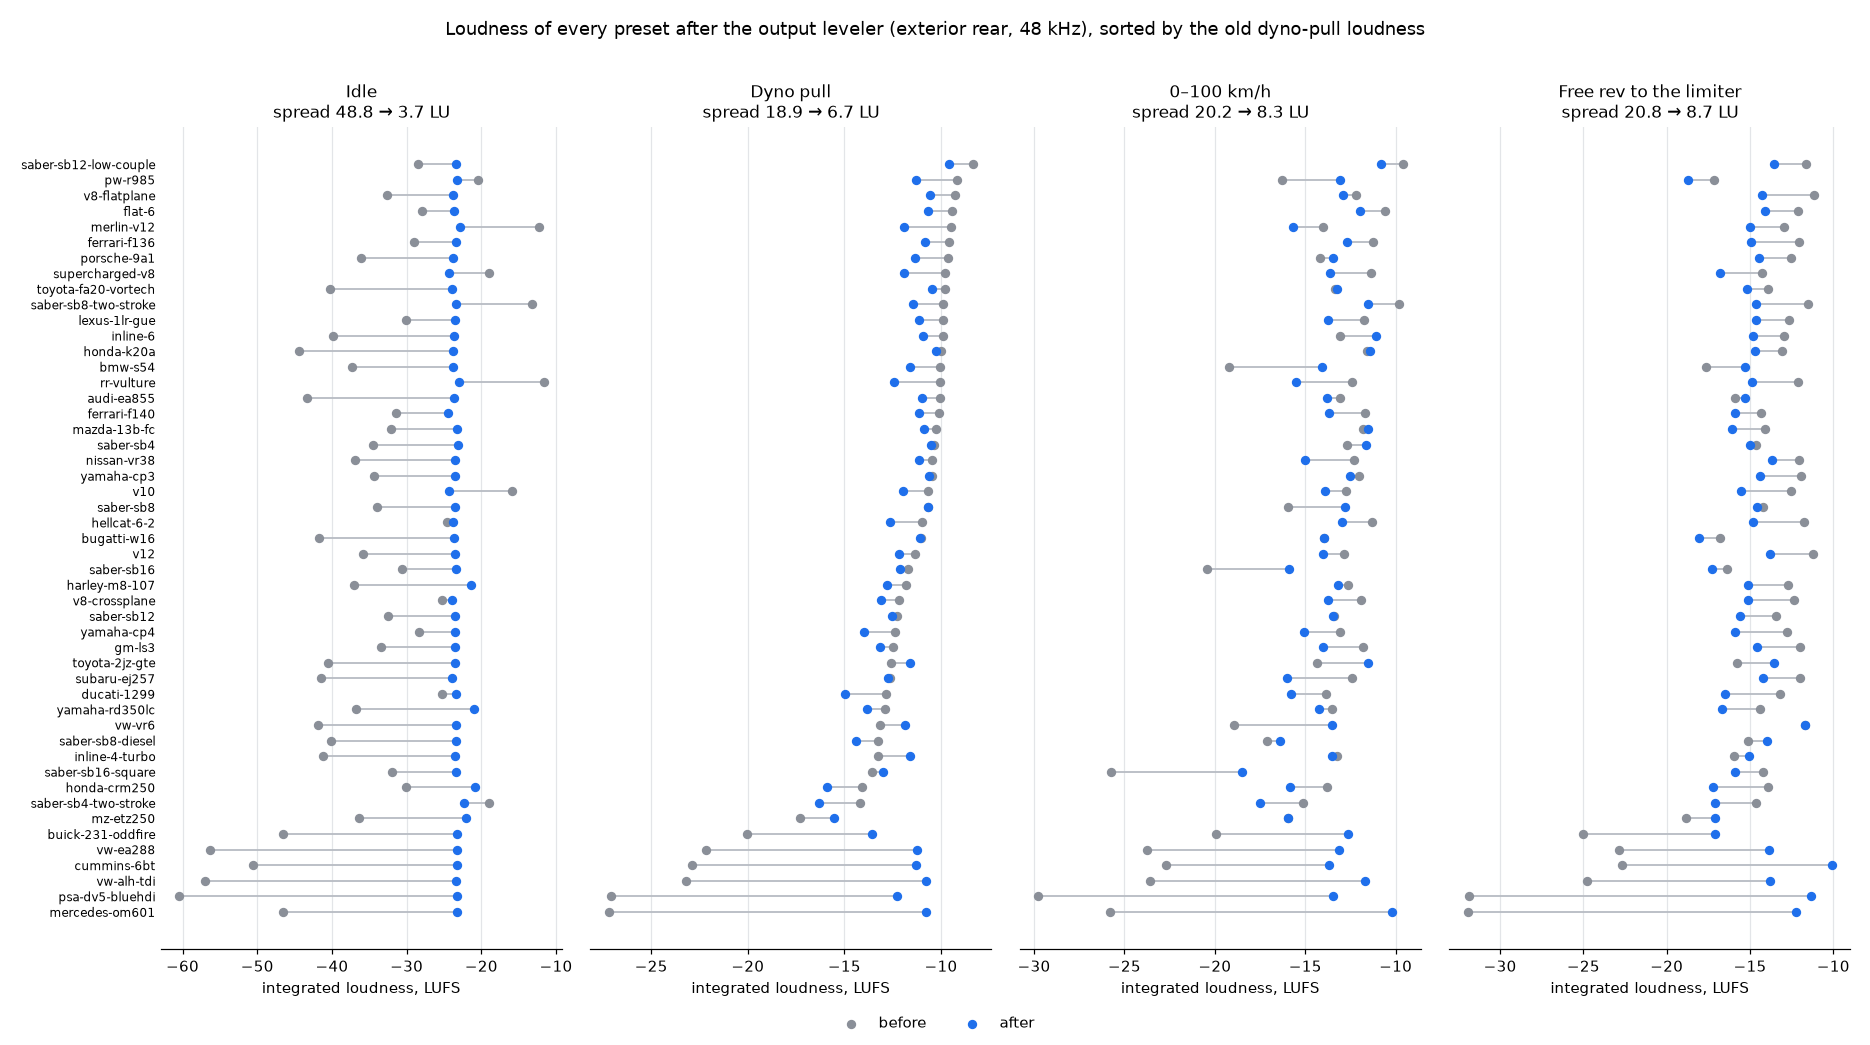 Loudness of every preset after the output leveler (exterior rear, 48 kHz), sorted by the old dyno-pull loudness
Idle
spread 48.8 → 3.7 LU
Dyno pull
spread 18.9 → 6.7 LU
0–100 km/h
spread 20.2 → 8.3 LU
Free rev to the limiter
spread 20.8 → 8.7 LU
saber-sb12-low-couple
pw-r985
v8-flatplane
flat-6
merlin-v12
ferrari-f136
porsche-9a1
supercharged-v8
toyota-fa20-vortech
saber-sb8-two-stroke
lexus-1lr-gue
inline-6
honda-k20a
bmw-s54
rr-vulture
audi-ea855
ferrari-f140
mazda-13b-fc
saber-sb4
nissan-vr38
yamaha-cp3
v10
saber-sb8
hellcat-6-2
bugatti-w16
v12
saber-sb16
harley-m8-107
v8-crossplane
saber-sb12
yamaha-cp4
gm-ls3
toyota-2jz-gte
subaru-ej257
ducati-1299
yamaha-rd350lc
vw-vr6
saber-sb8-diesel
inline-4-turbo
saber-sb16-square
honda-crm250
saber-sb4-two-stroke
mz-etz250
buick-231-oddfire
vw-ea288
cummins-6bt
vw-alh-tdi
psa-dv5-bluehdi
mercedes-om601
−60 −50 −40 −30 −20 −10
integrated loudness, LUFS
−25 −20 −15 −10
integrated loudness, LUFS
−30 −25 −20 −15 −10
integrated loudness, LUFS
−30 −25 −20 −15 −10
integrated loudness, LUFS
before after